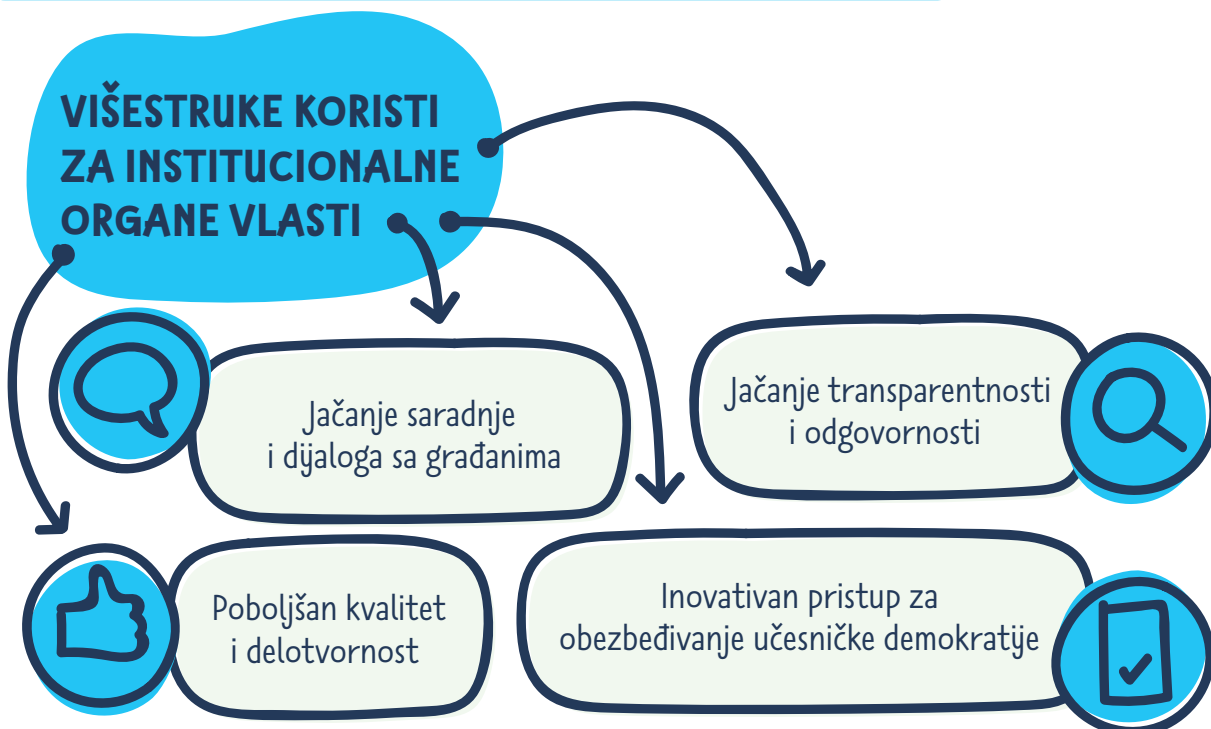 VIŠESTRUKE KORISTI
ZA INSTITUCIONALNE
ORGANE VLASTI
Jačanje saradnje
i dijaloga sa građanima
Jačanje transparentnosti
i odgovornosti
Poboljšan kvalitet
i delotvornost
Inovativan pristup za
obezbeđivanje učesničke demokratije